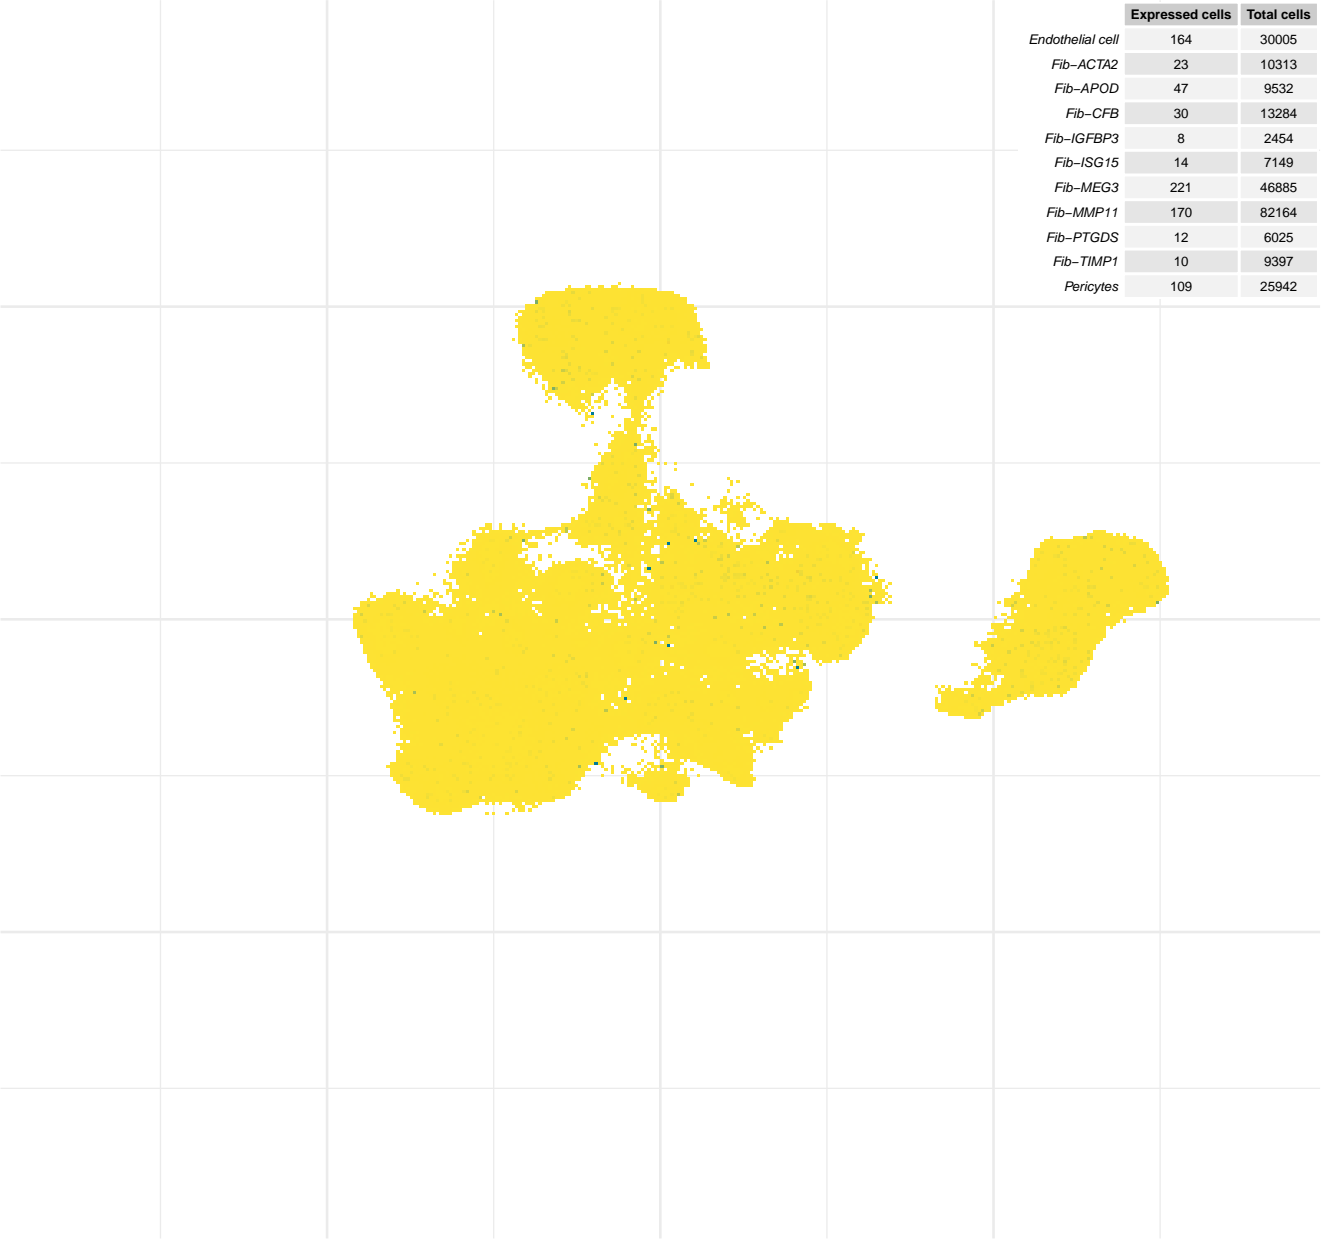 Expressed cells Total cells
Endothelial cell 164 30005
Fib−ACTA2 23 10313
Fib−APOD 47 9532
Fib−CFB 30 13284
Fib−IGFBP3 8 2454
Fib−ISG15 14 7149
Fib−MEG3 221 46885
Fib−MMP11 170 82164
Fib−PTGDS 12 6025
Fib−TIMP1 10 9397
Pericytes 109 25942